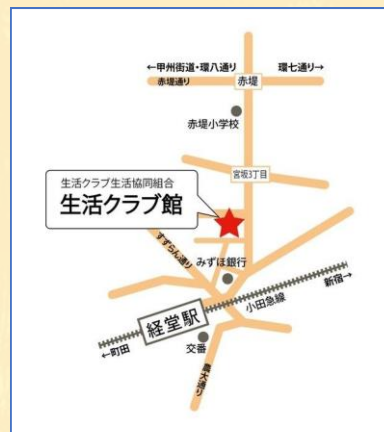 ←甲州街道・環八通り
環七通り→
赤堤通り
赤堤
赤堤小学校
宮坂3丁目
生活クラブ生活協同組合
生活クラブ館
すずらん通り
みずほ銀行
新宿→
小田急線
経堂駅
←町田
交番
農大通り